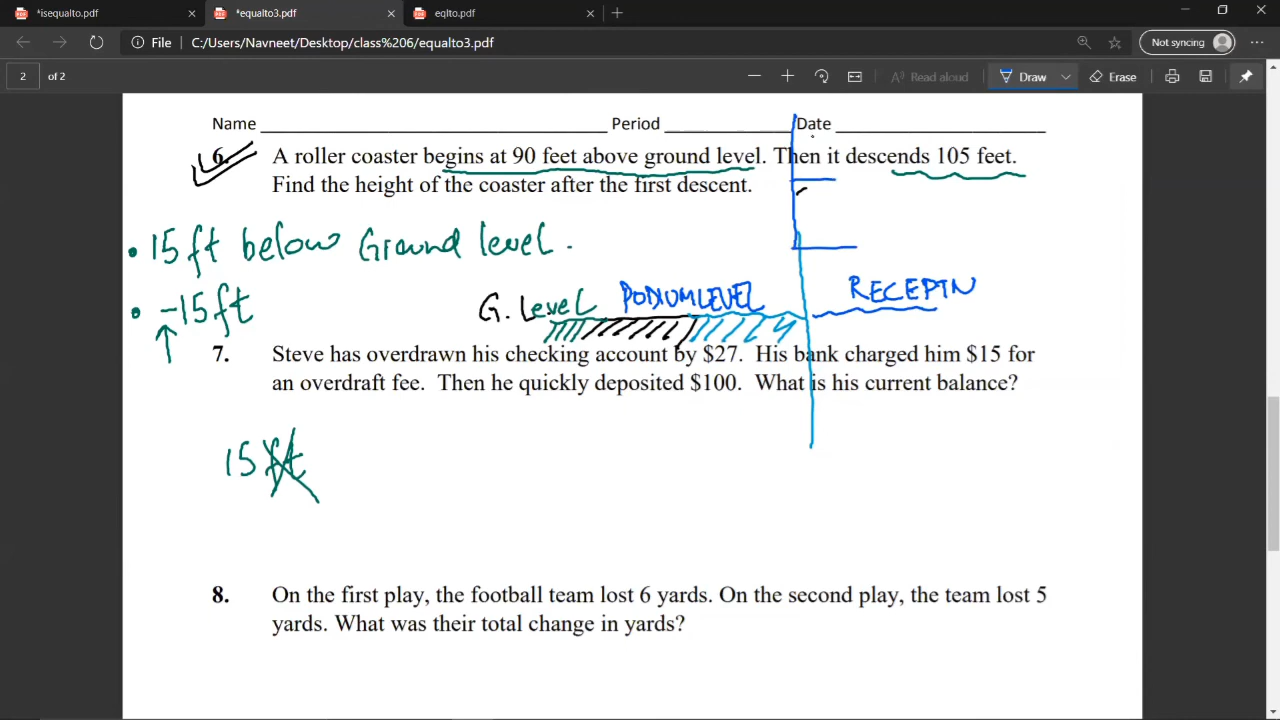 *isequalto.pdf
*equalto3.pdf
eqlto.pdf
File C:/Users/Navneet/Desktop/class%206/equalto3.pdf
Not syncing
2 of 2
Read aloud
Draw
Erase
Name Period Date
6. A roller coaster begins at 90 feet above ground level. Then it descends 105 feet.
Find the height of the coaster after the first descent.
• 15 ft below Ground level.
• -15 ft
G. Level PODIUM LEVEL RECEPTN
7. Steve has overdrawn his checking account by $27. His bank charged him $15 for
an overdraft fee. Then he quickly deposited $100. What is his current balance?
15 ft
8. On the first play, the football team lost 6 yards. On the second play, the team lost 5
yards. What was their total change in yards?